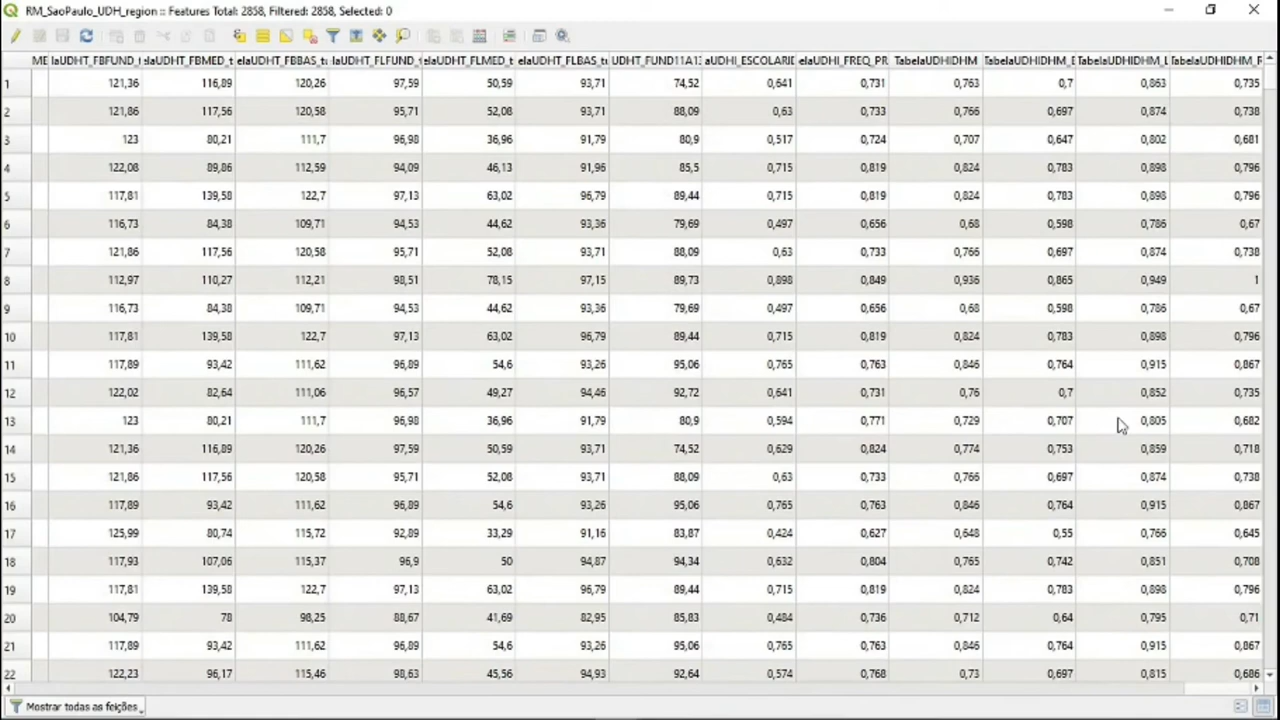 RM_SaoPaulo_UDH_region :: Features Total: 2858, Filtered: 2858, Selected: 0
ME laUDHT_FBFUND_t elaUDHT_FBMED_t elaUDHT_FBBAS_tu laUDHT_FLFUND_t elaUDHT_FLMED_t elaUDHT_FLBAS_tu UDHT_FUND11A13 aUDHI_ESCOLARID elaUDHI_FREQ_PR TabelaUDHIDHM TabelaUDHIDHM_E TabelaUDHIDHM_L TabelaUDHIDHM_R
1 121,36 116,89 120,26 97,59 50,59 93,71 74,52 0,641 0,731 0,763 0,7 0,863 0,735
2 121,86 117,56 120,58 95,71 52,08 93,71 88,09 0,63 0,733 0,766 0,697 0,874 0,738
3 123 80,21 111,7 96,98 36,96 91,79 80,9 0,517 0,724 0,707 0,647 0,802 0,681
4 122,08 89,86 112,59 94,09 46,13 91,96 85,5 0,715 0,819 0,824 0,783 0,898 0,796
5 117,81 139,58 122,7 97,13 63,02 96,79 89,44 0,715 0,819 0,824 0,783 0,898 0,796
6 116,73 84,38 109,71 94,53 44,62 93,36 79,69 0,497 0,656 0,68 0,598 0,786 0,67
7 121,86 117,56 120,58 95,71 52,08 93,71 88,09 0,63 0,733 0,766 0,697 0,874 0,738
8 112,97 110,27 112,21 98,51 78,15 97,15 89,73 0,898 0,849 0,936 0,865 0,949 1
9 116,73 84,38 109,71 94,53 44,62 93,36 79,69 0,497 0,656 0,68 0,598 0,786 0,67
10 117,81 139,58 122,7 97,13 63,02 96,79 89,44 0,715 0,819 0,824 0,783 0,898 0,796
11 117,89 93,42 111,62 96,89 54,6 93,26 95,06 0,765 0,763 0,846 0,764 0,915 0,867
12 122,02 82,64 111,06 96,57 49,27 94,46 92,72 0,641 0,731 0,76 0,7 0,852 0,735
13 123 80,21 111,7 96,98 36,96 91,79 80,9 0,594 0,771 0,729 0,707 0,805 0,682
14 121,36 116,89 120,26 97,59 50,59 93,71 74,52 0,629 0,824 0,774 0,753 0,859 0,718
15 121,86 117,56 120,58 95,71 52,08 93,71 88,09 0,63 0,733 0,766 0,697 0,874 0,738
16 117,89 93,42 111,62 96,89 54,6 93,26 95,06 0,765 0,763 0,846 0,764 0,915 0,867
17 125,99 80,74 115,72 92,89 33,29 91,16 83,87 0,424 0,627 0,648 0,55 0,766 0,645
18 117,93 107,06 115,37 96,9 50 94,87 94,34 0,632 0,804 0,765 0,742 0,851 0,708
19 117,81 139,58 122,7 97,13 63,02 96,79 89,44 0,715 0,819 0,824 0,783 0,898 0,796
20 104,79 78 98,25 88,67 41,69 82,95 85,83 0,484 0,736 0,712 0,64 0,795 0,71
21 117,89 93,42 111,62 96,89 54,6 93,26 95,06 0,765 0,763 0,846 0,764 0,915 0,867
22 122,23 96,17 115,46 98,63 45,56 94,93 92,64 0,574 0,768 0,73 0,697 0,815 0,686
Mostrar todas as feições